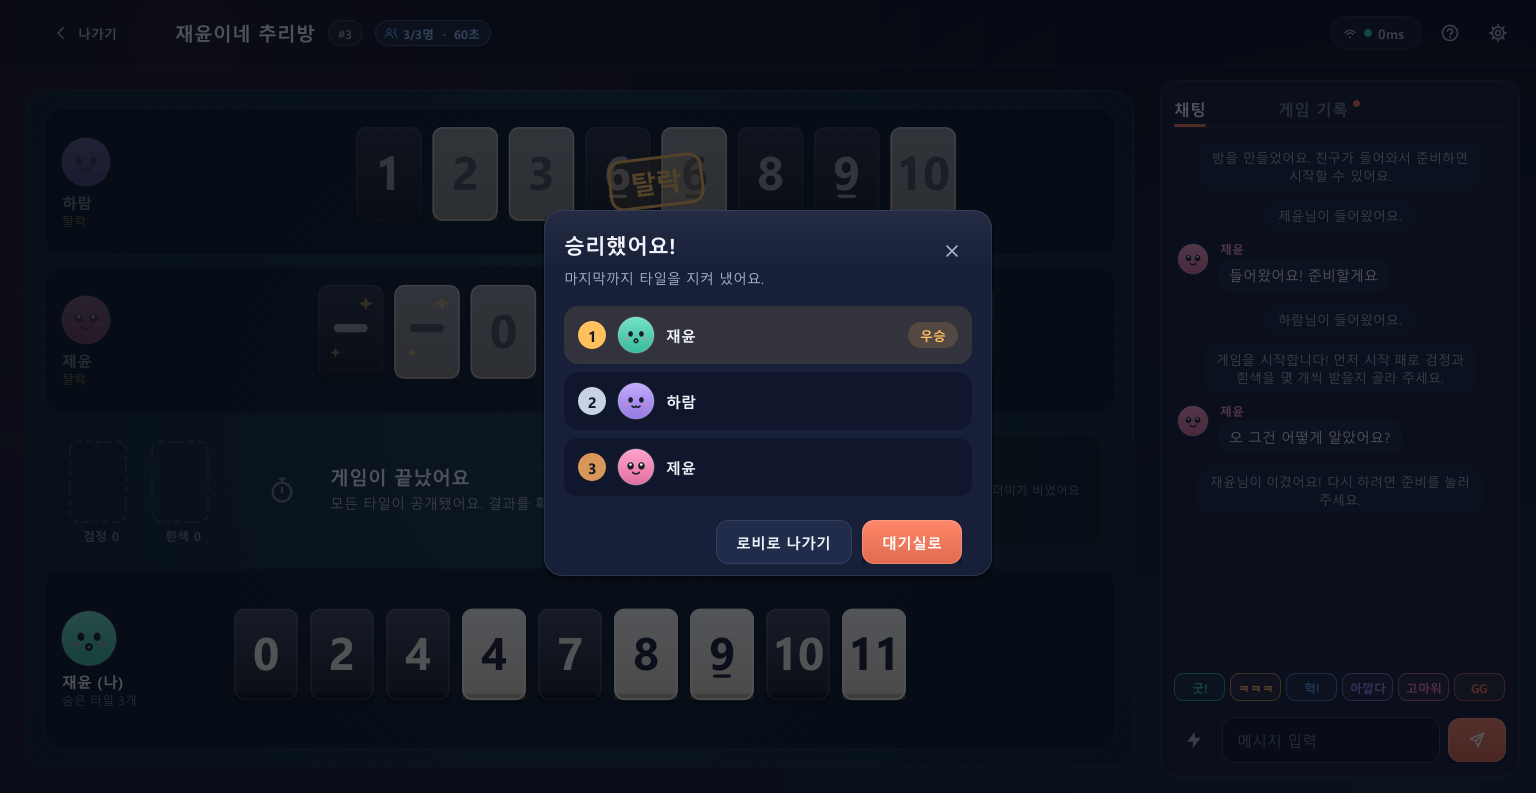 나가기
재윤이네 추리방
#3
3/3명 · 60초
0ms
하람
탈락
1 2 3 6 6 8 9 10
탈락
제윤
탈락
0
승리했어요!
마지막까지 타일을 지켜 냈어요.
1 재윤 우승
2 하람
3 제윤
로비로 나가기
대기실로
검정 0
흰색 0
게임이 끝났어요
모든 타일이 공개됐어요. 결과를
더미가 비었어요
재윤 (나)
숨은 타일 3개
0 2 4 4 7 8 9 10 11
채팅
게임 기록
방을 만들었어요. 친구가 들어와서 준비하면
시작할 수 있어요.
제윤님이 들어왔어요.
제윤
들어왔어요! 준비할게요
하람님이 들어왔어요.
게임을 시작합니다! 먼저 시작 패로 검정과
흰색을 몇 개씩 받을지 골라 주세요.
제윤
오 그건 어떻게 알았어요?
재윤님이 이겼어요! 다시 하려면 준비를 눌러
주세요.
굿!
ㅋㅋㅋ
헉!
아깝다
고마워
GG
메시지 입력